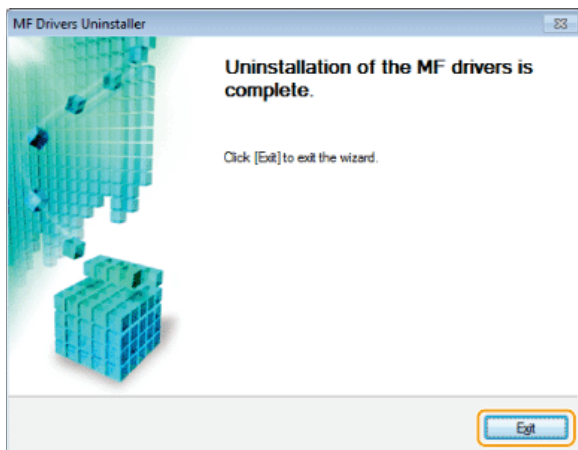 MF Drivers Uninstaller
Uninstallation of the MF drivers is
complete.
Click [Exit] to exit the wizard.
Exit